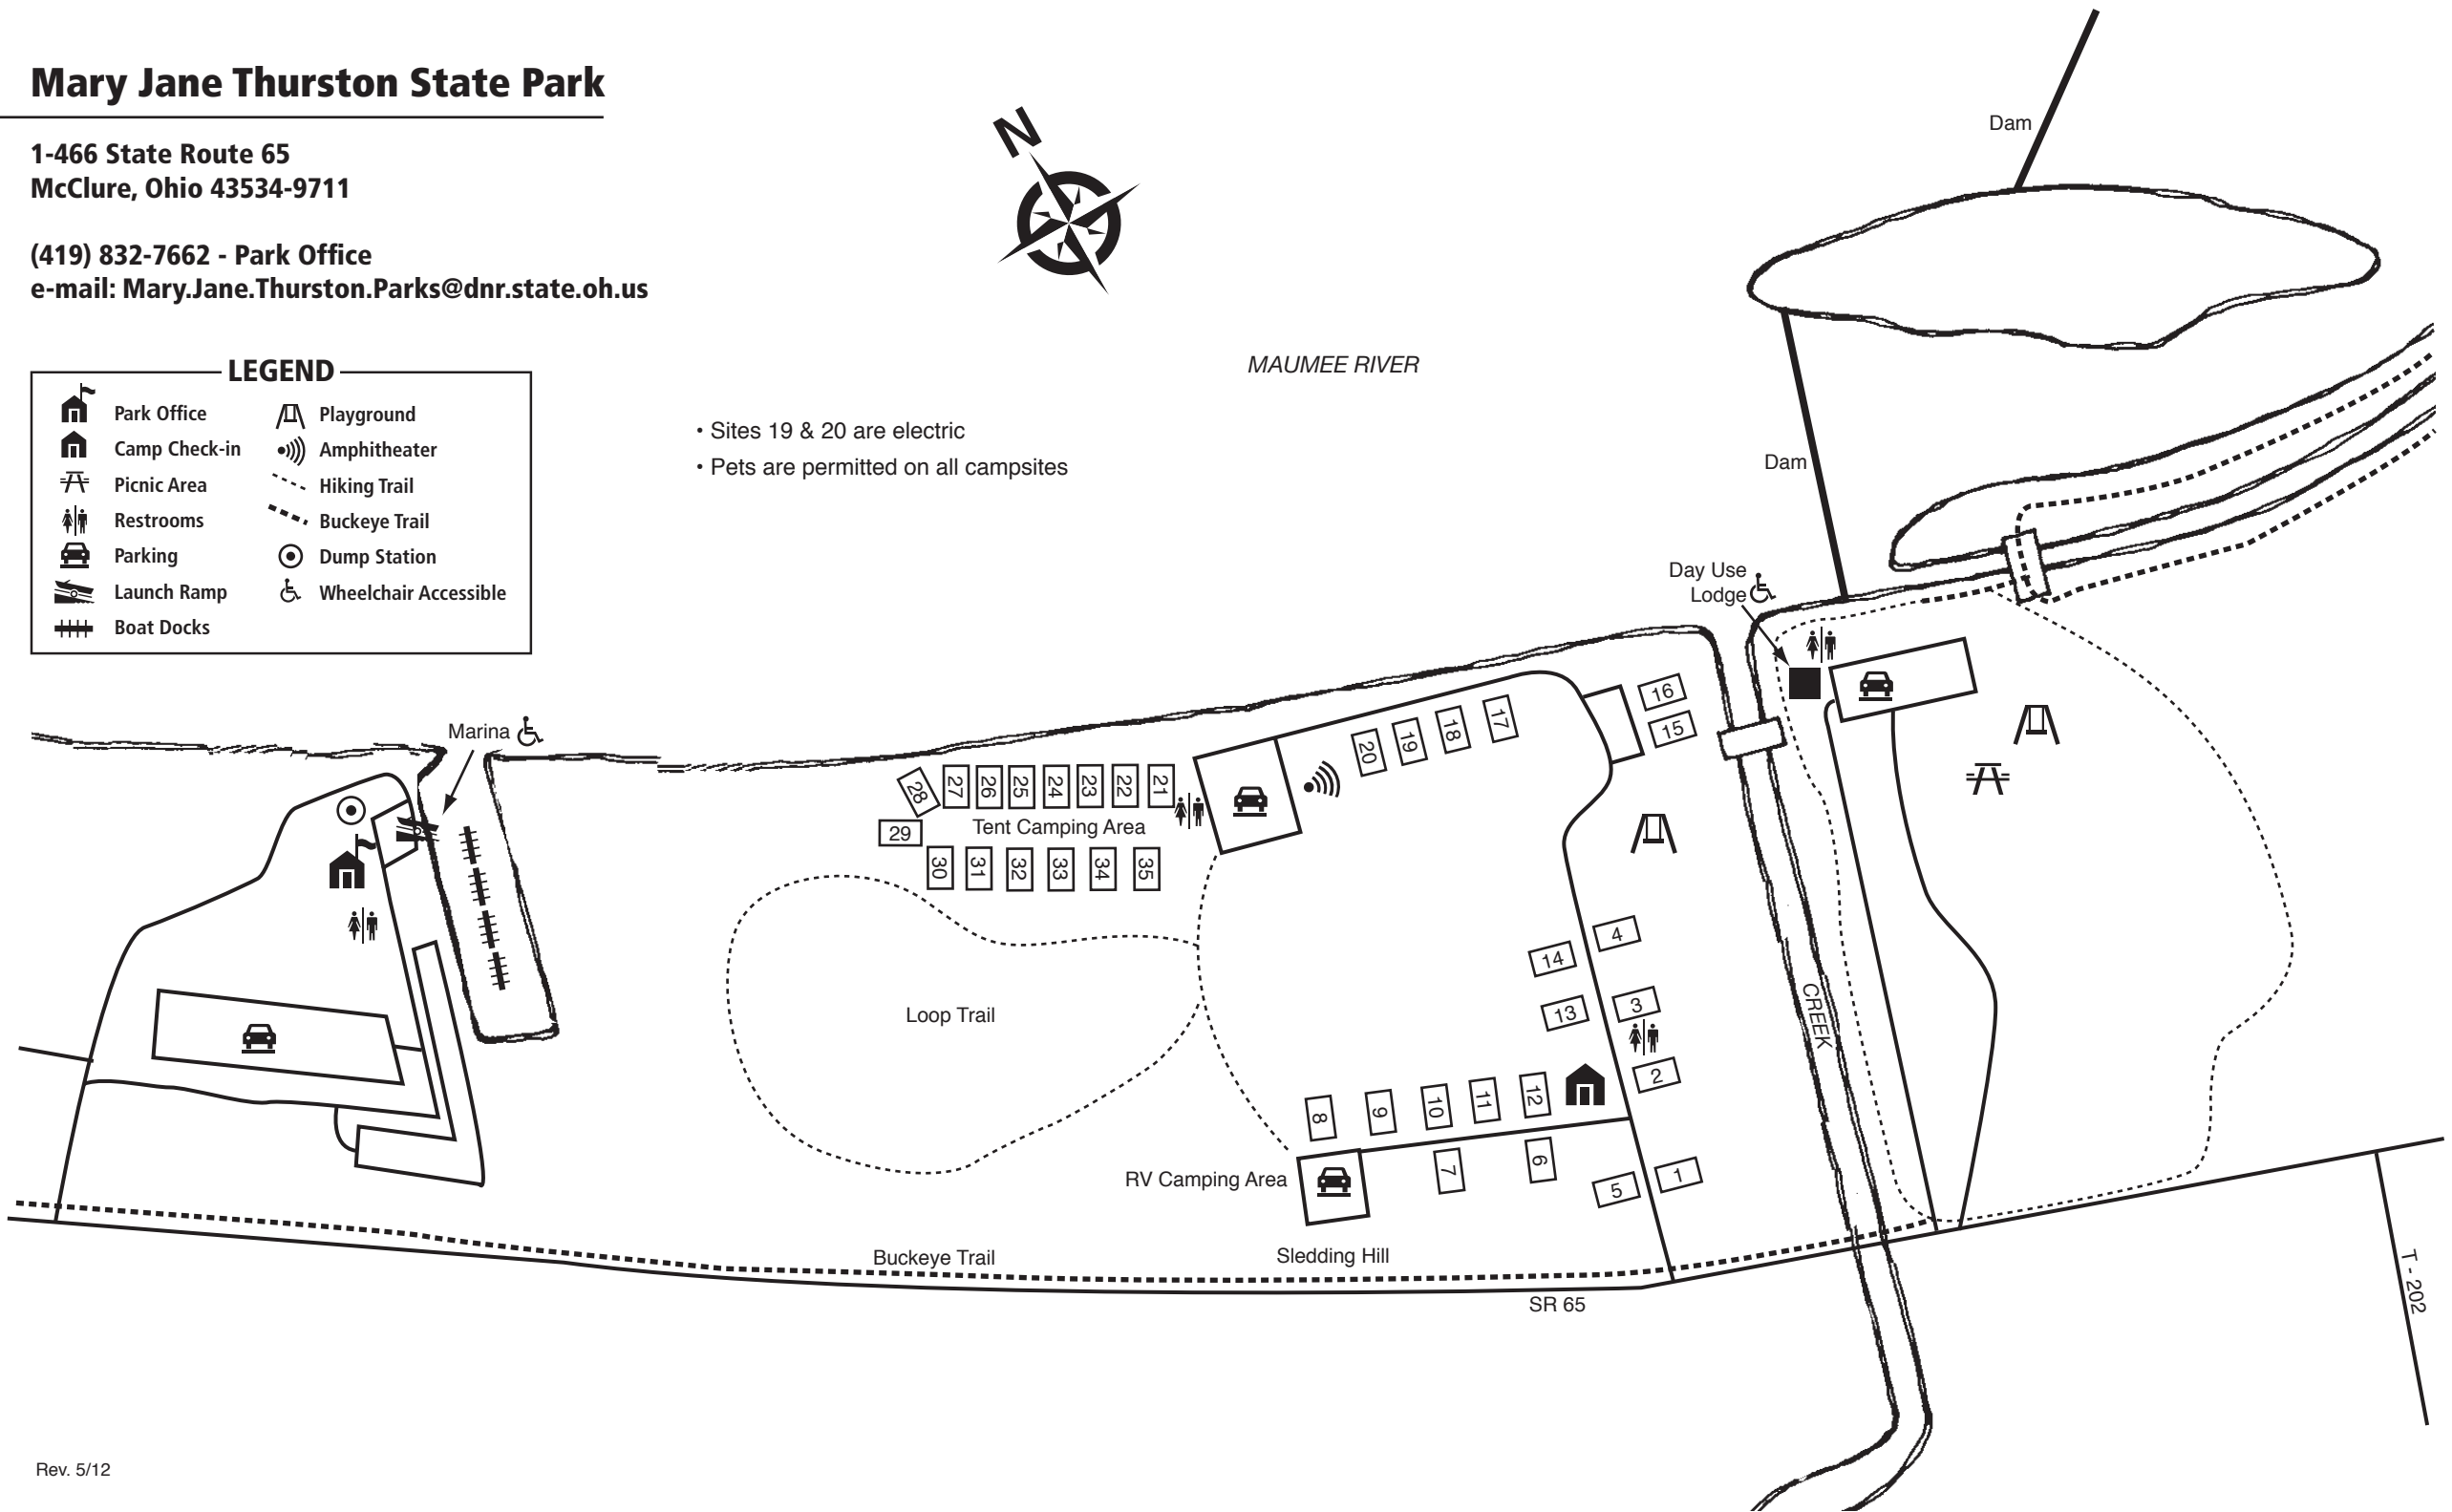 Mary Jane Thurston State Park
1-466 State Route 65
McClure, Ohio 43534-9711
(419) 832-7662 - Park Office
e-mail: Mary.Jane.Thurston.Parks@dnr.state.oh.us
N
LEGEND
Park Office
Camp Check-in
Picnic Area
Restrooms
Parking
Launch Ramp
Boat Docks
Playground
Amphitheater
Hiking Trail
Buckeye Trail
Dump Station
Wheelchair Accessible
• Sites 19 & 20 are electric
• Pets are permitted on all campsites
MAUMEE RIVER
Dam
Dam
Day Use
Lodge
Marina
16
15
17
18
19
20
21
22
23
24
25
26
27
28
29
Tent Camping Area
30
31
32
33
34
35
4
14
3
13
2
12
11
10
9
8
7
6
5
1
Loop Trail
CREEK
RV Camping Area
Buckeye Trail
Sledding Hill
SR 65
T - 202
Rev. 5/12